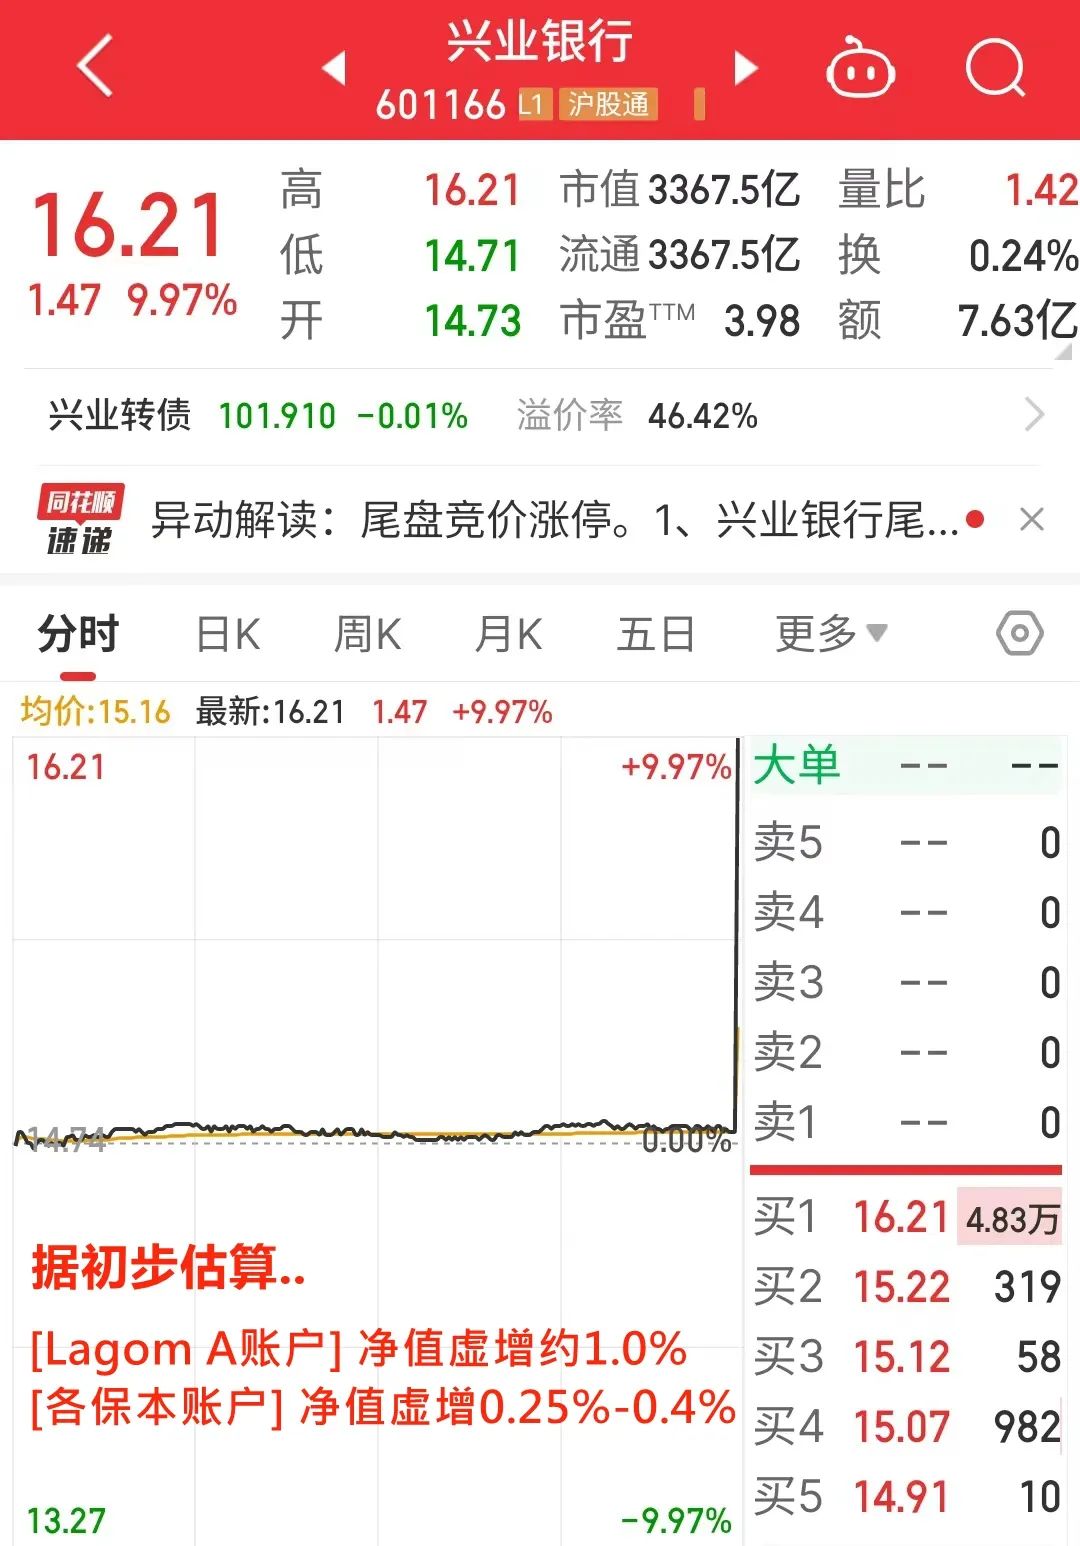 兴业银行
601166 L1 沪股通
16.21 高 16.21 市值 3367.5亿 量比 1.42
低 14.71 流通 3367.5亿 换 0.24%
1.47 9.97% 开 14.73 市盈TTM 3.98 额 7.63亿
兴业转债 101.910 -0.01% 溢价率 46.42%
同花顺
速递
异动解读：尾盘竞价涨停。1、兴业银行尾...
分时 日K 周K 月K 五日 更多
均价:15.16 最新:16.21 1.47 +9.97%
16.21 +9.97%
14.74 0.00%
据初步估算..
[Lagom A账户] 净值虚增约1.0%
[各保本账户] 净值虚增0.25%-0.4%
13.27 -9.97%
大单 -- --
卖5 -- 0
卖4 -- 0
卖3 -- 0
卖2 -- 0
卖1 -- 0
买1 16.21 4.83万
买2 15.22 319
买3 15.12 58
买4 15.07 982
买5 14.91 10